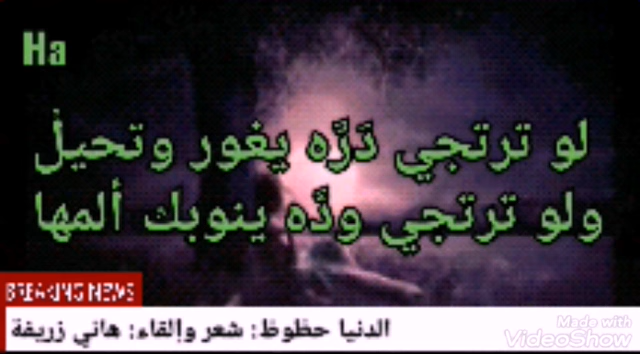 Ha
لو ترتجي دَرّه يغور وتحيلْ
ولو ترتجي ودّه ينوبك ألمها
BREAKING NEWS
الدنيا حظوظ: شعر وإلقاء: هاني زريفة
Made with
VideoShow